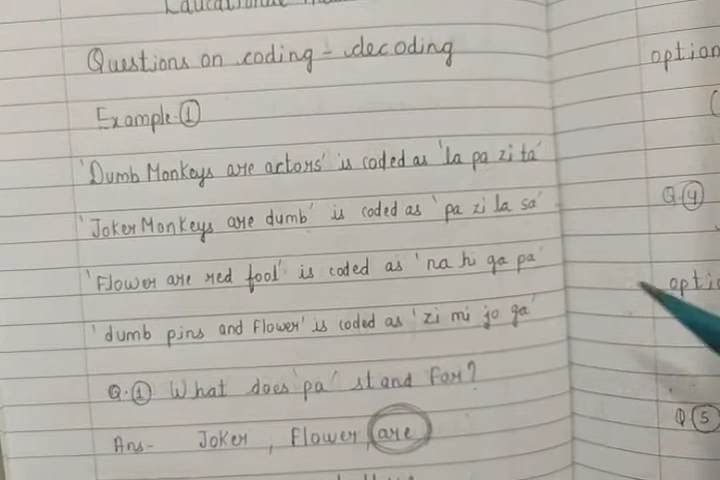 Questions on coding - decoding
Example-①
'Dumb Monkeys are actors' is coded as 'la pa zi ta'
'Joker Monkeys are dumb' is coded as 'pa zi la sa'
'Flower are red fool' is coded as 'na hi ga pa'
'dumb pins and Flower' is coded as 'zi mi jo ga'
Q.① What does 'pa' stand for?
Ans- Joker, Flower, are
option
Q.④
opti
Q⑤